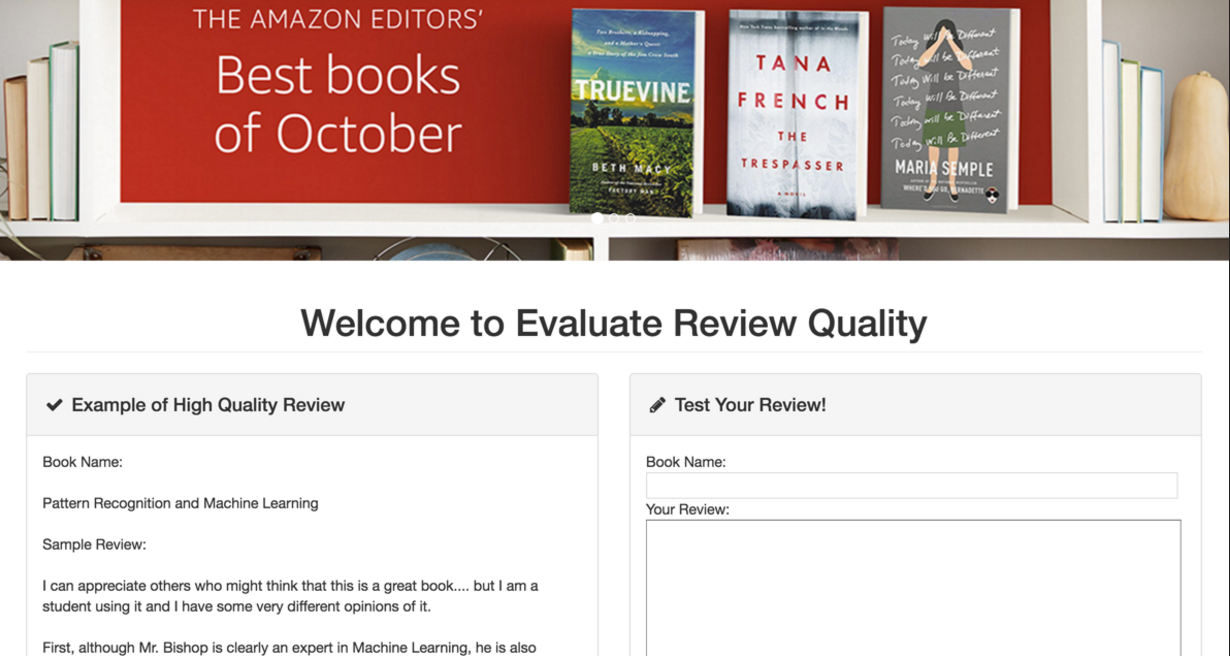 THE AMAZON EDITORS'
Best books
of October
Two Brothers, a Kidnapping,
and a Mother's Quest:
a True Story of the Jim Crow South
TRUEVINE
BETH MACY
FACTORY MAN
New York Times bestselling author of In the Woods
TANA
FRENCH
THE
TRESPASSER
A NOVEL
Today Will Be Different
Today Will Be Different
Today Will Be Different
Today Will Be Different
Today Will Be Different
Today Will Be Different
MARIA SEMPLE
WHERE'D YOU GO, BERNADETTE
Welcome to Evaluate Review Quality
Example of High Quality Review
Book Name:
Pattern Recognition and Machine Learning
Sample Review:
I can appreciate others who might think that this is a great book.... but I am a
student using it and I have some very different opinions of it.
First, although Mr. Bishop is clearly an expert in Machine Learning, he is also
Test Your Review!
Book Name:
Your Review: